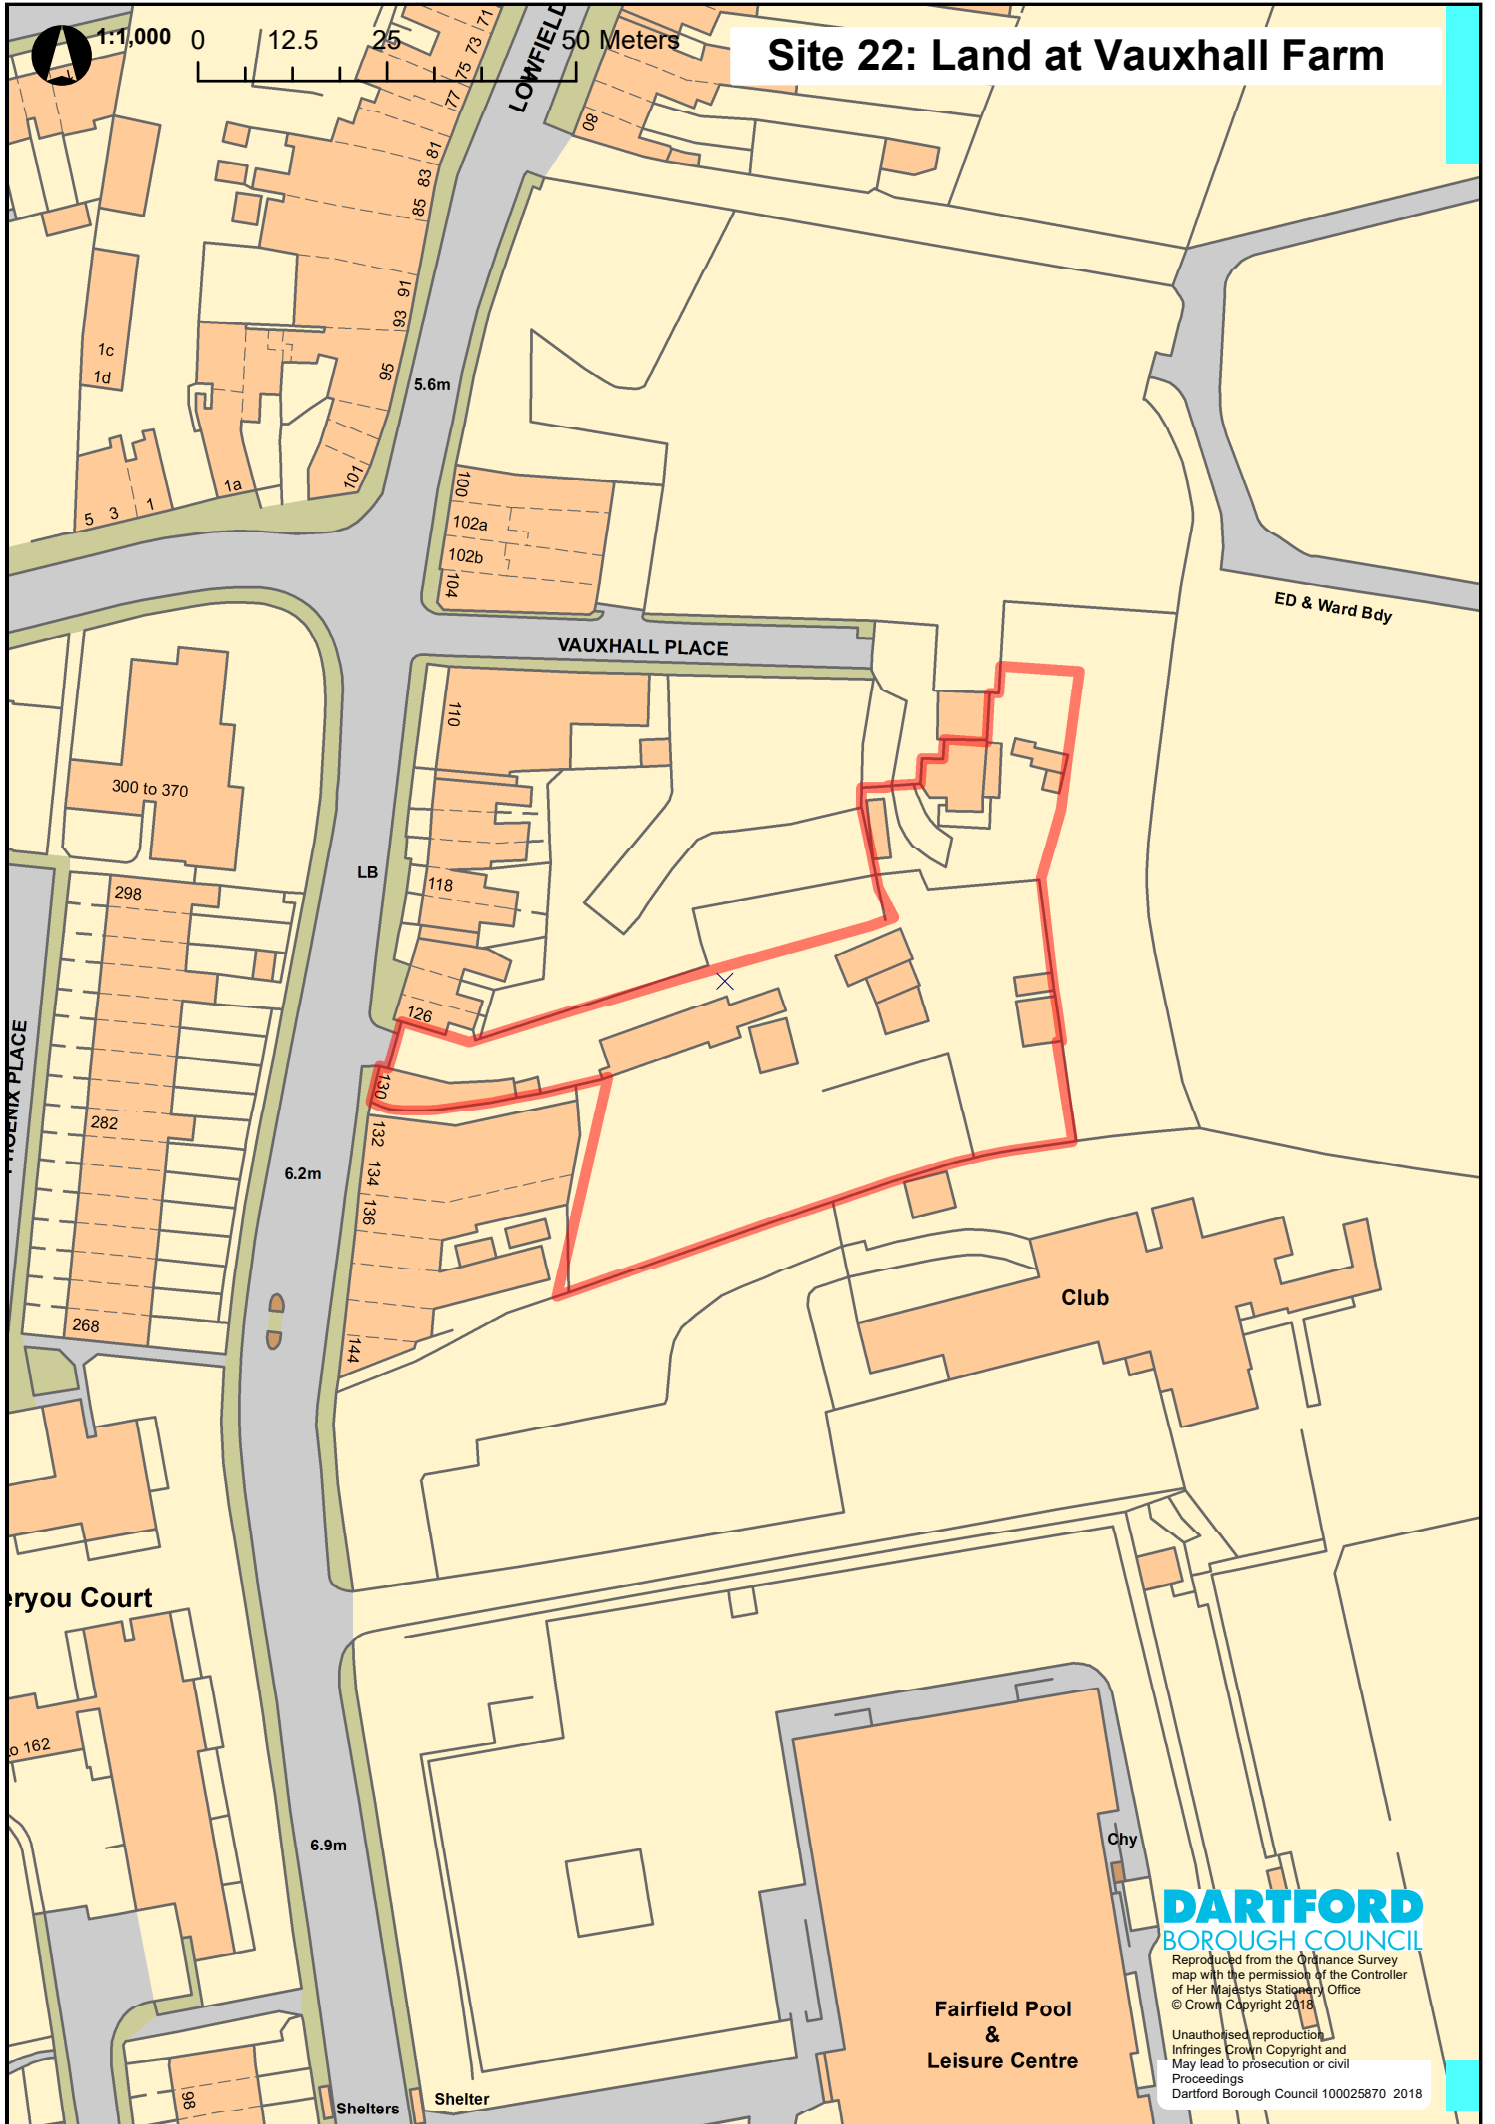 1:1,000 0 12.5 25 50 Meters
Site 22: Land at Vauxhall Farm
LOWFIELD
71
73
75
77
81
83
85
91
93
95
101
80
1c
1d
5.6m
1a
5 3 1
100
102a
102b
104
ED & Ward Bdy
VAUXHALL PLACE
110
300 to 370
LB
118
298
126
130
282
132
134
136
6.2m
Club
268
144
6.9m
Chy
98
Shelters
Shelter
Fairfield Pool
&
Leisure Centre
DARTFORD
BOROUGH COUNCIL
Reproduced from the Ordnance Survey
map with the permission of the Controller
of Her Majestys Stationery Office
© Crown Copyright 2018
Unauthorised reproduction
Infringes Crown Copyright and
May lead to prosecution or civil
Proceedings
Dartford Borough Council 100025870 2018